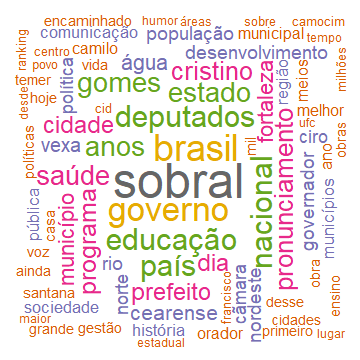 encaminhado humor áreas sobre camocim
comunicação população municipal tempo
ranking centro camilo água cristino desenvolvimento milhões
povo vida gomes estado fortaleza região meios
temer política cid deputados melhor
desde hoje cidade mil ufc ciro
vexa anos brasil ano obras
políticas saúde sobral nacional pronunciamento governador municípios
pública casa município programa governo
voz educação
ainda rio país dia câmara nordeste obra ensino
santana norte prefeito francisco desse
sociedade cearense cidades
maior história orador primeiro lugar
grande gestão estadual